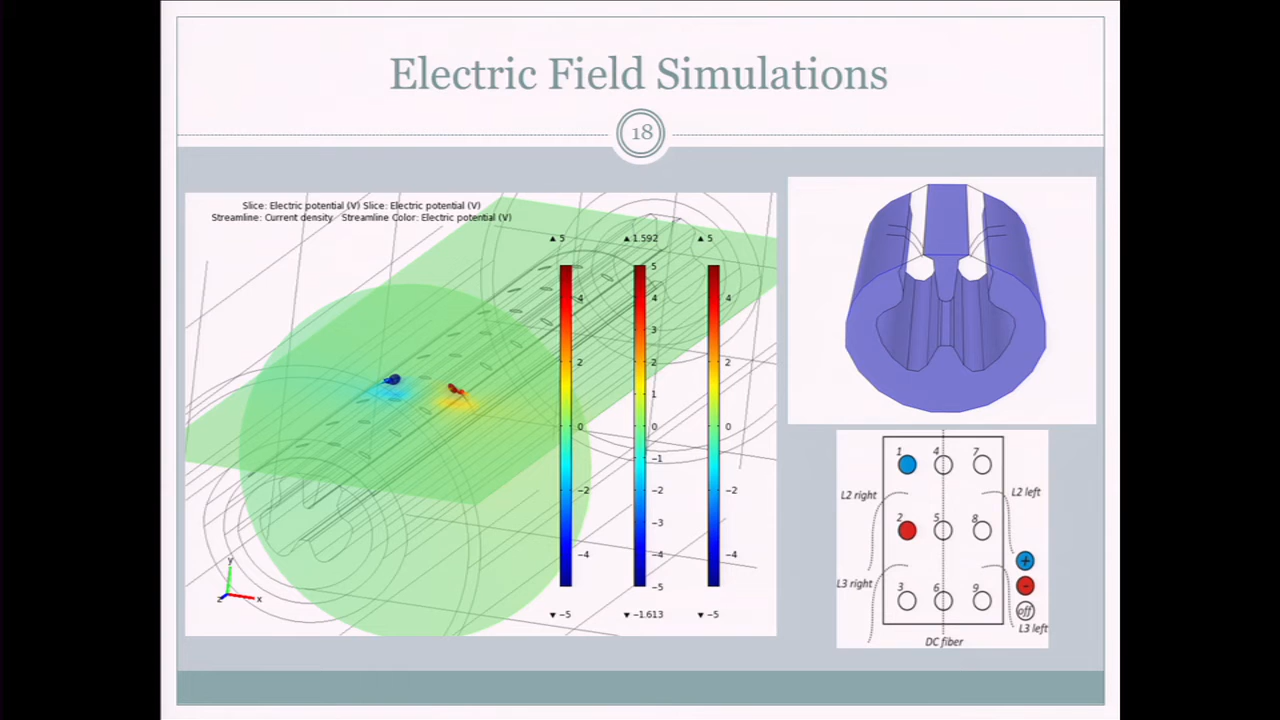 Electric Field Simulations
18
Slice: Electric potential (V) Slice: Electric potential (V)
Streamline: Current density Streamline Color: Electric potential (V)
▲ 5 ▲ 1.592 ▲ 5
5
4 4 4
3
2 2 2
1
0 0 0
−1
−2 −2 −2
−3
−4 −4 −4
−5
▼ −5 ▼ −1.613 ▼ −5
y
z x
1 4 7
L2 right L2 left
2 5 8
+
L3 right -
3 6 9 off
L3 left
DC fiber